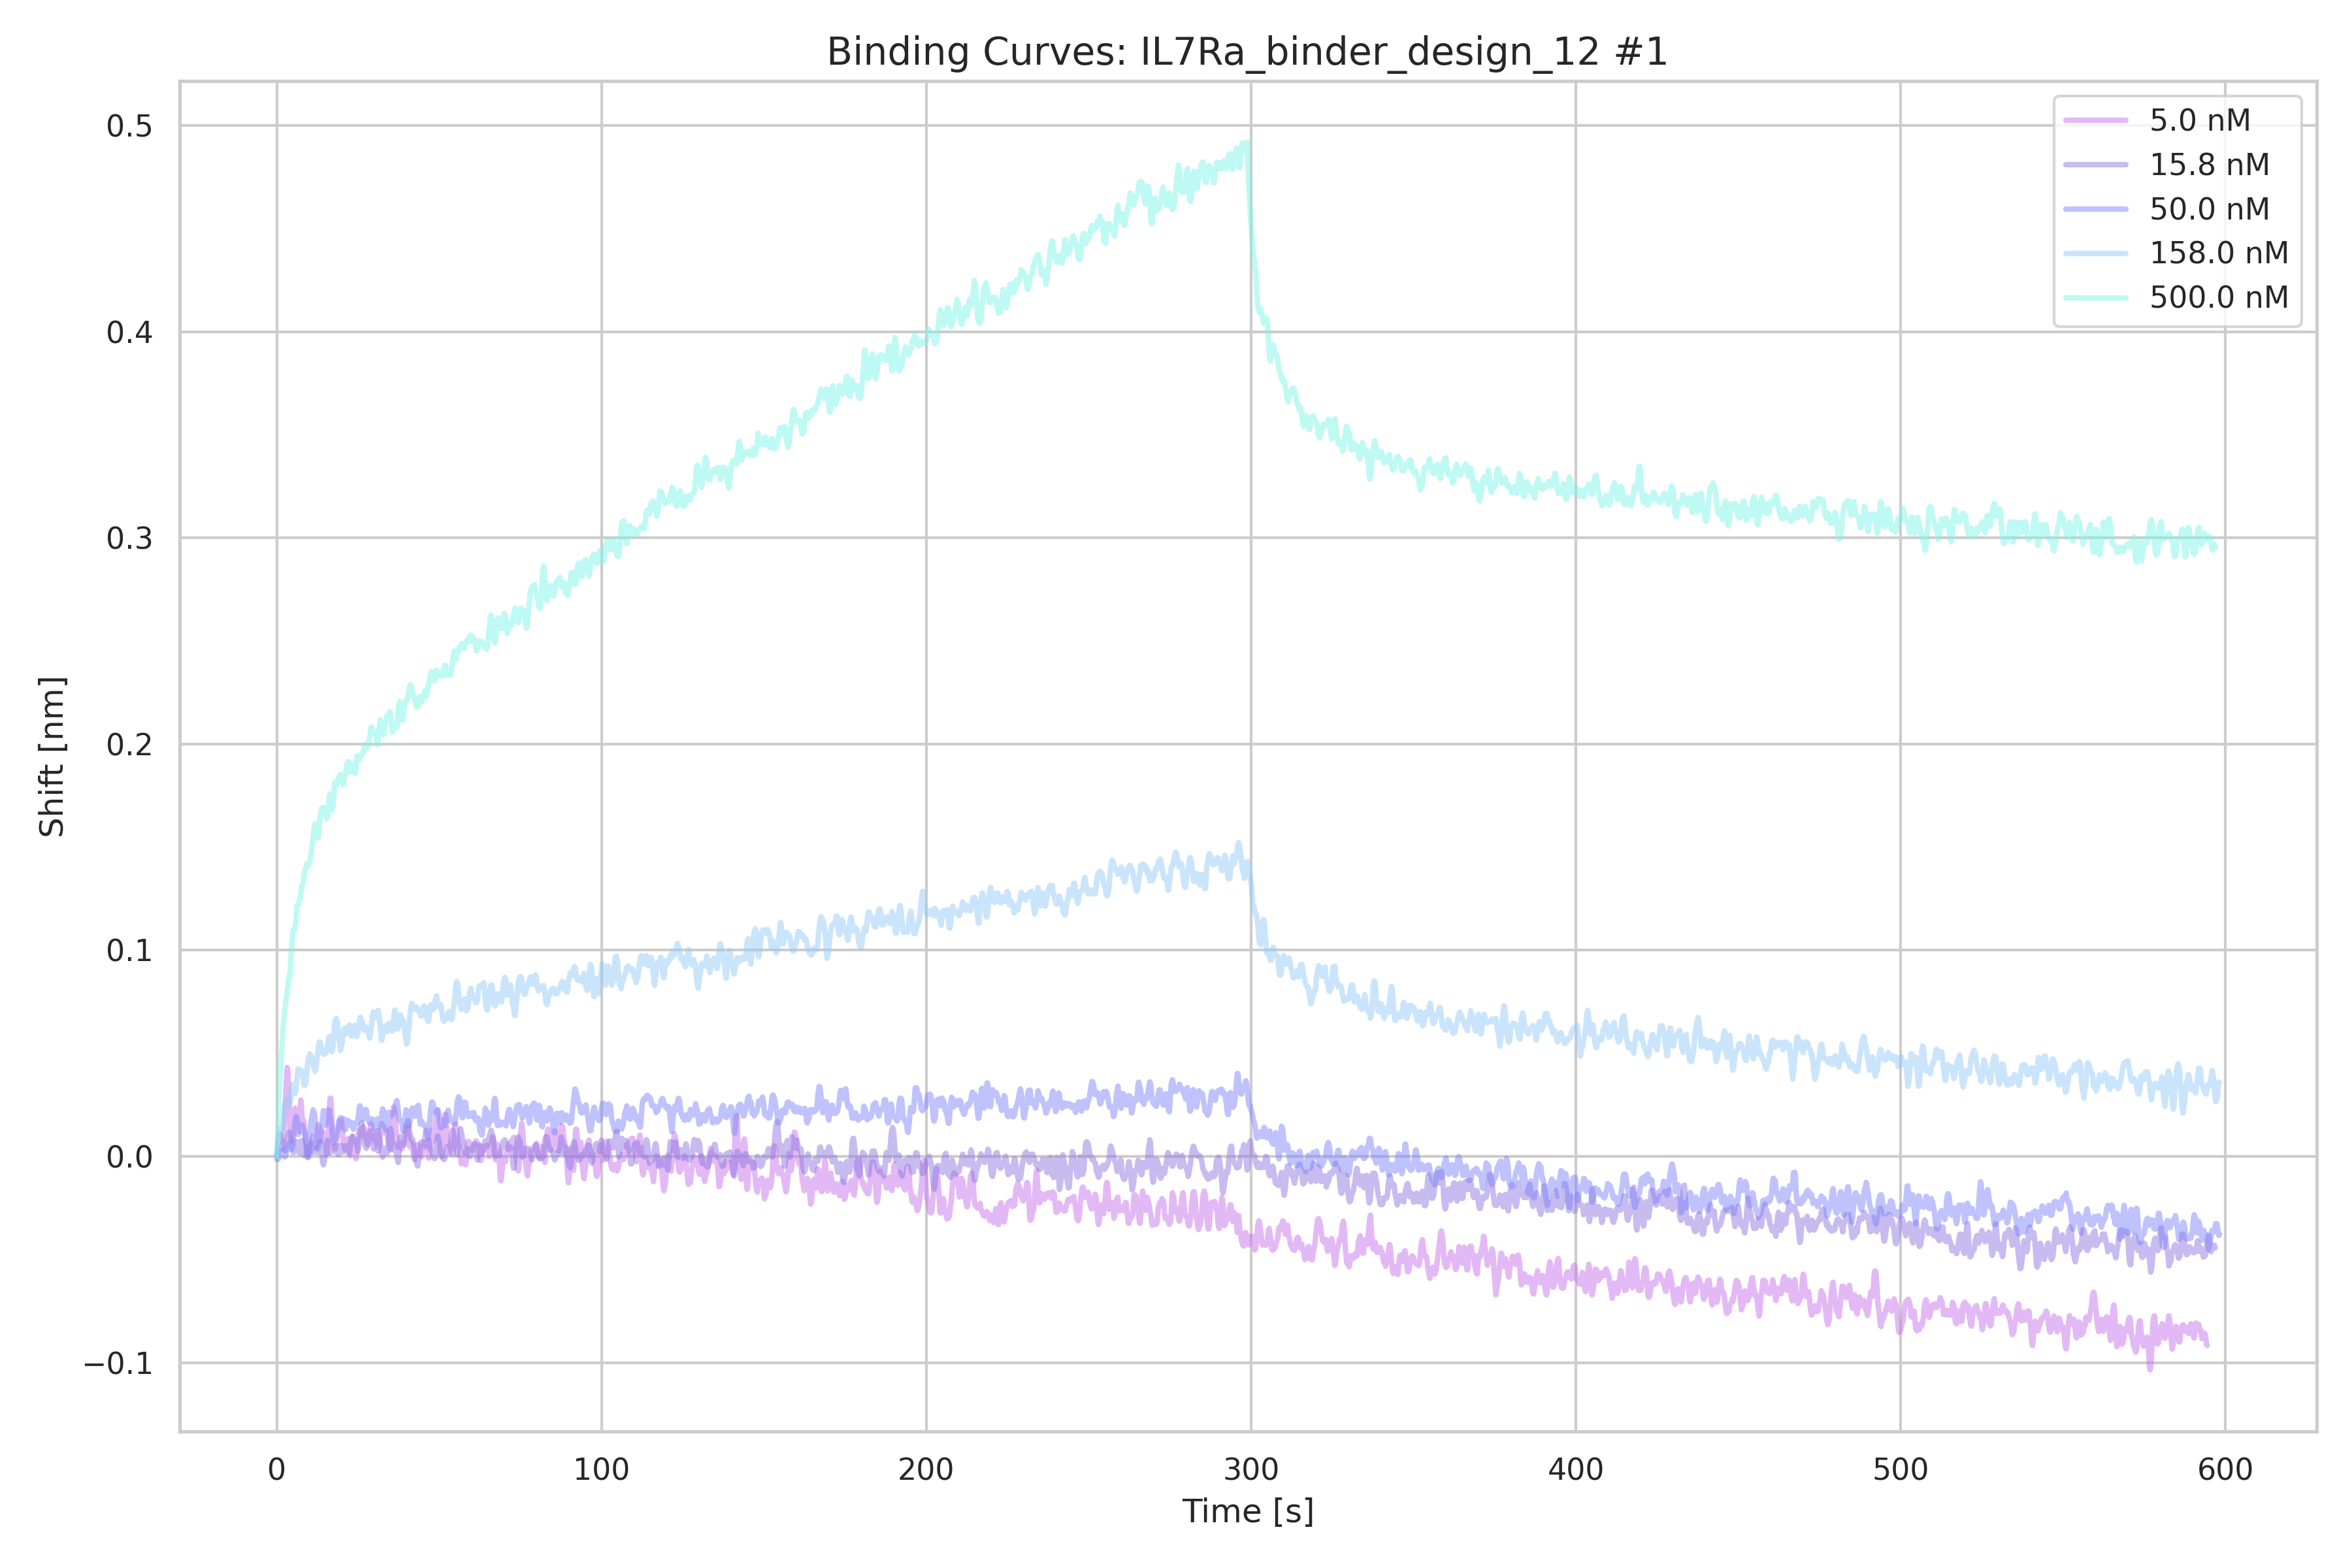 Binding Curves: IL7Ra_binder_design_12 #1
5.0 nM
15.8 nM
50.0 nM
158.0 nM
500.0 nM
Shift [nm]
0.5
0.4
0.3
0.2
0.1
0.0
−0.1
0 100 200 300 400 500 600
Time [s]